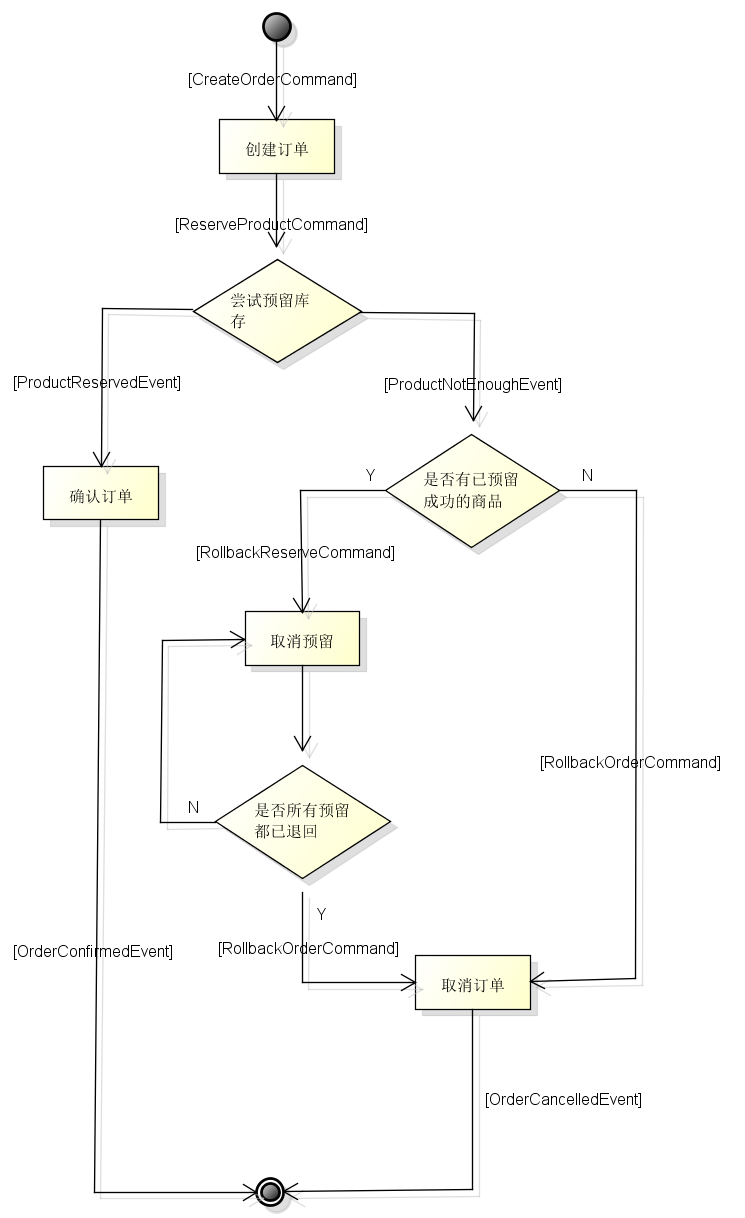 [CreateOrderCommand]
创建订单
[ReserveProductCommand]
尝试预留库
存
[ProductReservedEvent]
[ProductNotEnoughEvent]
确认订单
是否有已预留
成功的商品
Y
N
[RollbackReserveCommand]
取消预留
[RollbackOrderCommand]
是否所有预留
都已退回
N
Y
[RollbackOrderCommand]
[OrderConfirmedEvent]
取消订单
[OrderCancelledEvent]